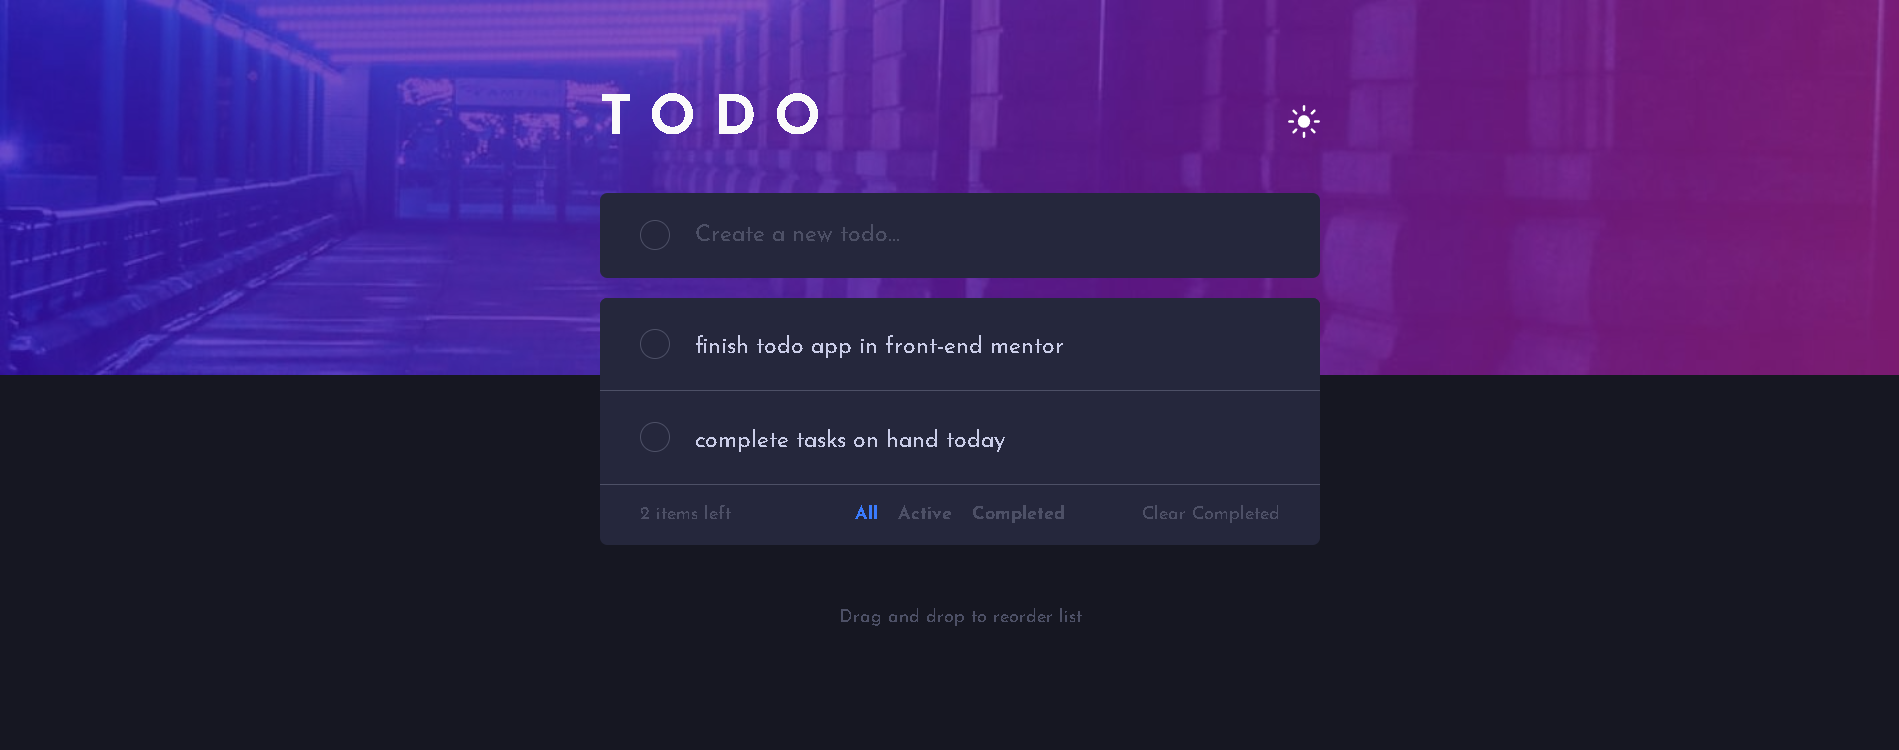 TODO
Create a new todo...
finish todo app in front-end mentor
complete tasks on hand today
2 items left All Active Completed Clear Completed
Drag and drop to reorder list